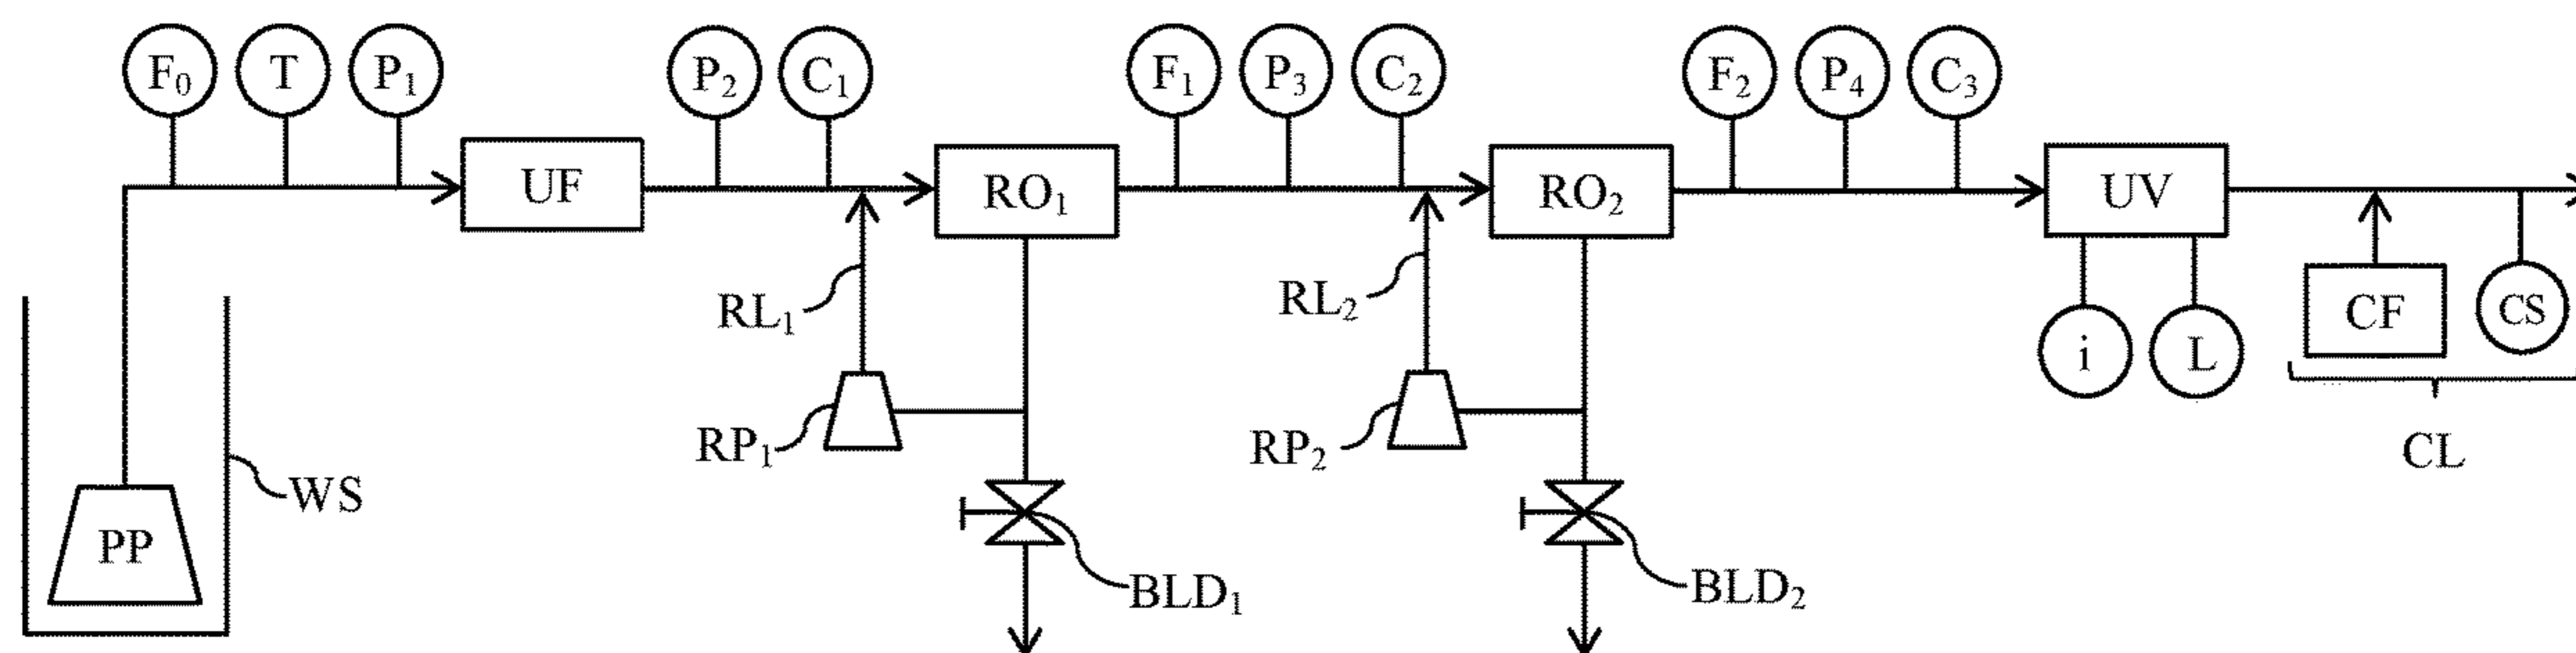 F₀ T P₁ P₂ C₁ F₁ P₃ C₂ F₂ P₄ C₃
UF RO₁ RO₂ UV
RL₁ RL₂ CF CS
i L
RP₁ RP₂ CL
WS
PP
BLD₁ BLD₂